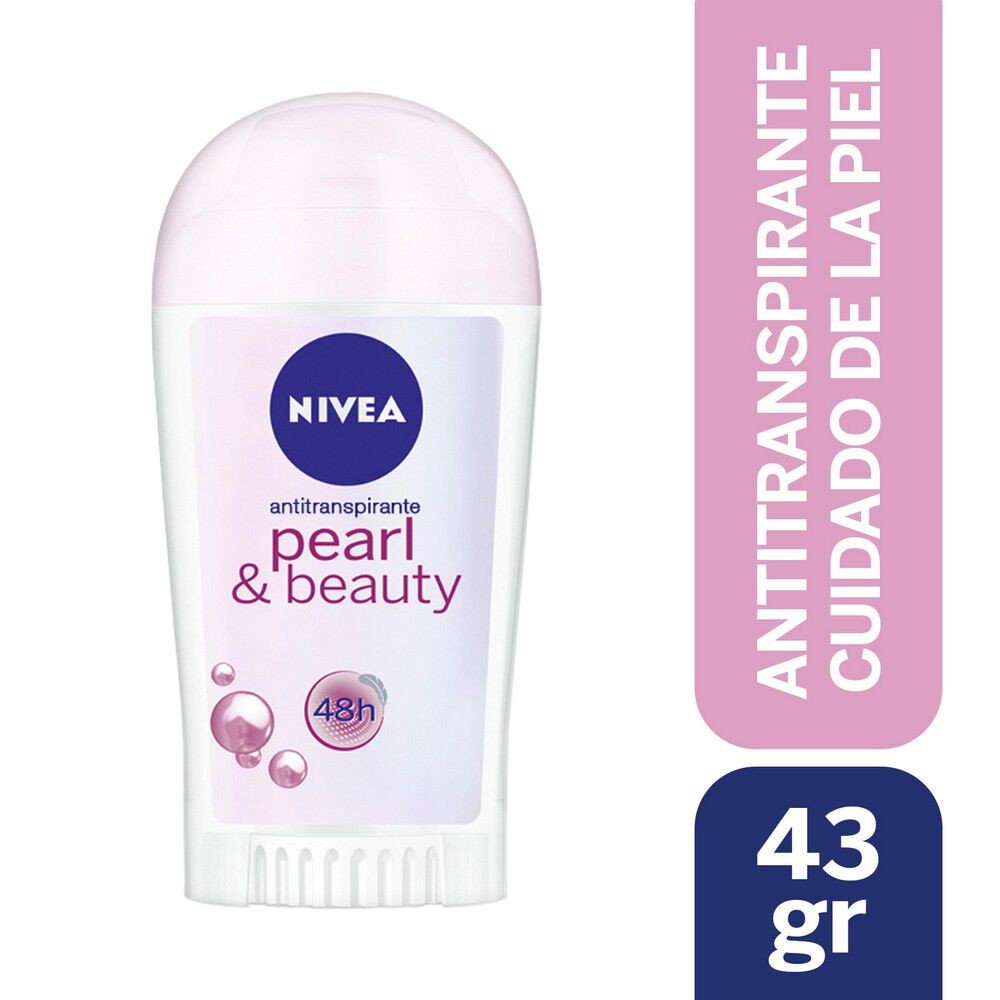 NIVEA
antitranspirante
pearl
& beauty
48h
ANTITRANSPIRANTE
CUIDADO DE LA PIEL
43
gr